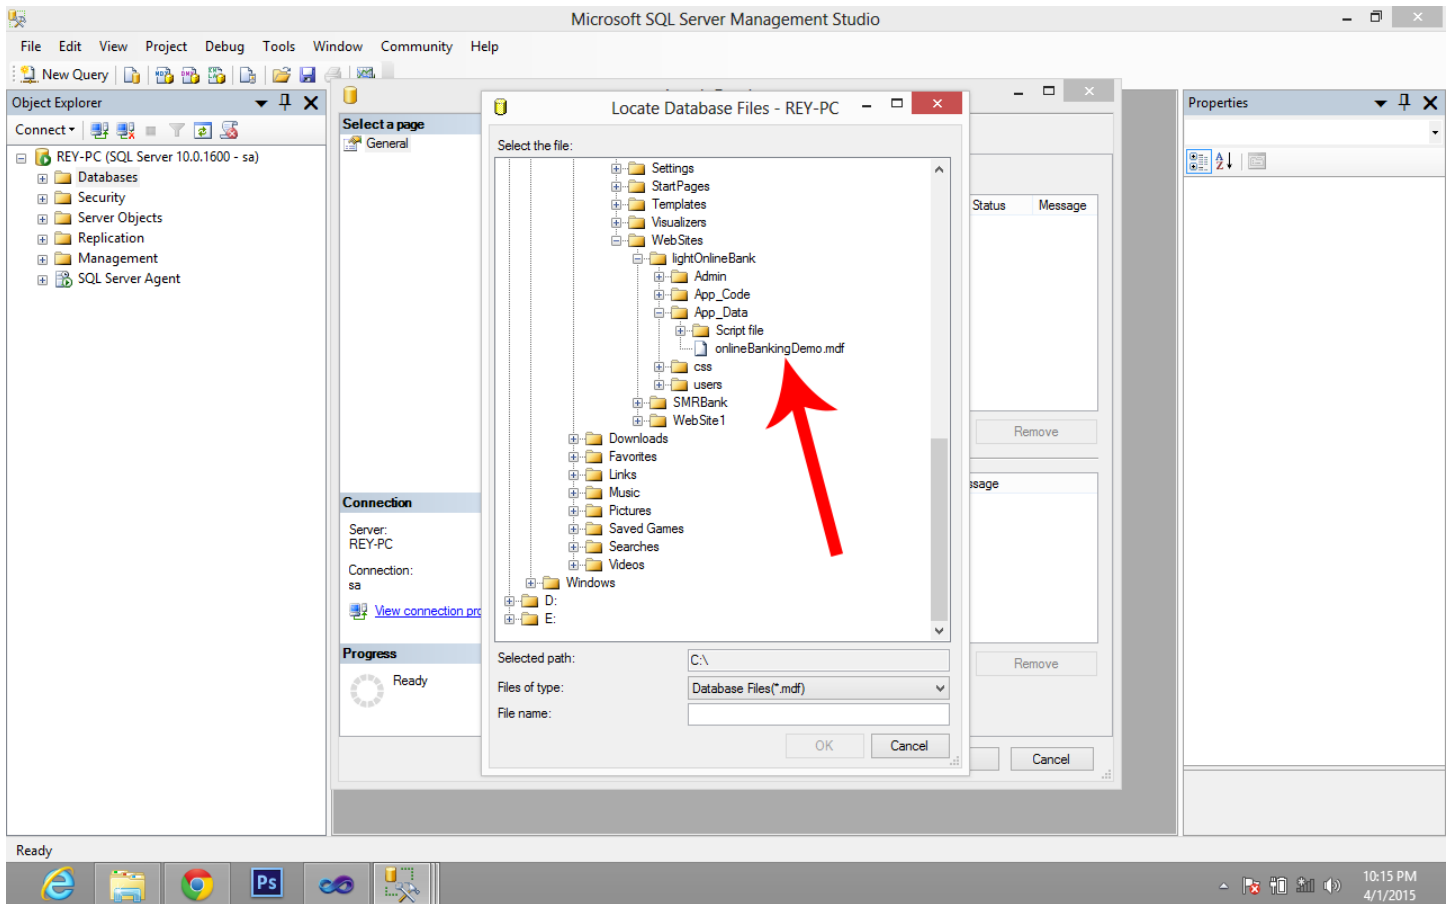 Microsoft SQL Server Management Studio
File Edit View Project Debug Tools Window Community Help
New Query
Object Explorer
Connect
REY-PC (SQL Server 10.0.1600 - sa)
Databases
Security
Server Objects
Replication
Management
SQL Server Agent
Select a page
General
Connection
Server:
REY-PC
Connection:
sa
View connection pro
Progress
Ready
Locate Database Files - REY-PC
Select the file:
Settings
StartPages
Templates
Visualizers
WebSites
lightOnlineBank
Admin
App_Code
App_Data
Script file
onlineBankingDemo.mdf
css
users
SMRBank
WebSite1
Downloads
Favorites
Links
Music
Pictures
Saved Games
Searches
Videos
Windows
D:
E:
Selected path: C:\
Files of type: Database Files(*.mdf)
File name:
OK Cancel
Status Message
Remove
ssage
Remove
Cancel
Properties
Ready
Ps
10:15 PM
4/1/2015